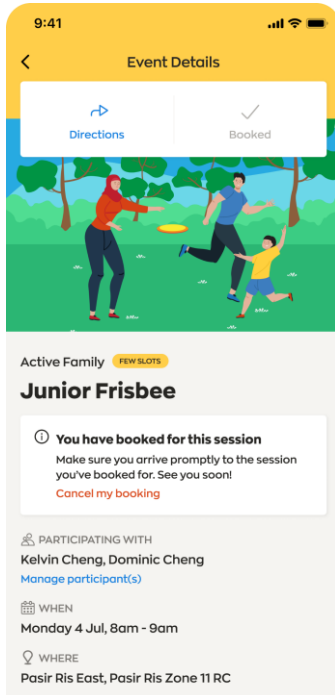 9:41
Event Details
Directions
Booked
Active Family FEW SLOTS
Junior Frisbee
You have booked for this session
Make sure you arrive promptly to the session
you've booked for. See you soon!
Cancel my booking
PARTICIPATING WITH
Kelvin Cheng, Dominic Cheng
Manage participant(s)
WHEN
Monday 4 Jul, 8am - 9am
WHERE
Pasir Ris East, Pasir Ris Zone 11 RC